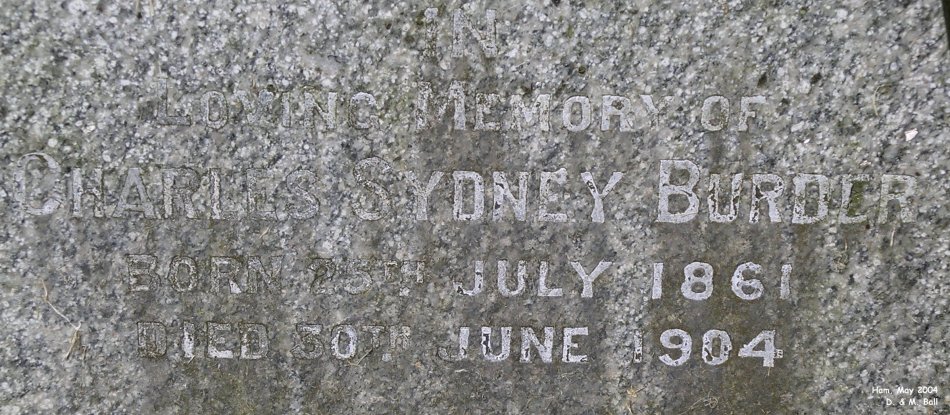 IN
LOVING MEMORY OF
CHARLES SYDNEY BURDER
BORN 25TH JULY 1861
DIED 30TH JUNE 1904
Ham, May 2004
D. & M. Ball